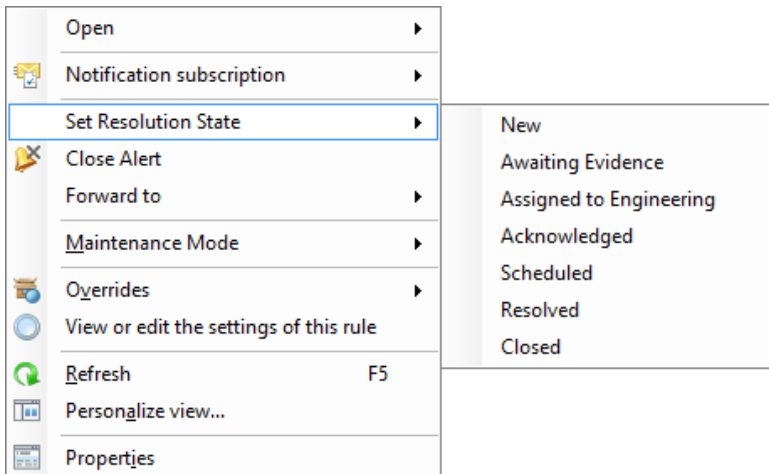 Open
Notification subscription
Set Resolution State
Close Alert
Forward to
Maintenance Mode
Overrides
View or edit the settings of this rule
Refresh F5
Personalize view...
Properties
New
Awaiting Evidence
Assigned to Engineering
Acknowledged
Scheduled
Resolved
Closed